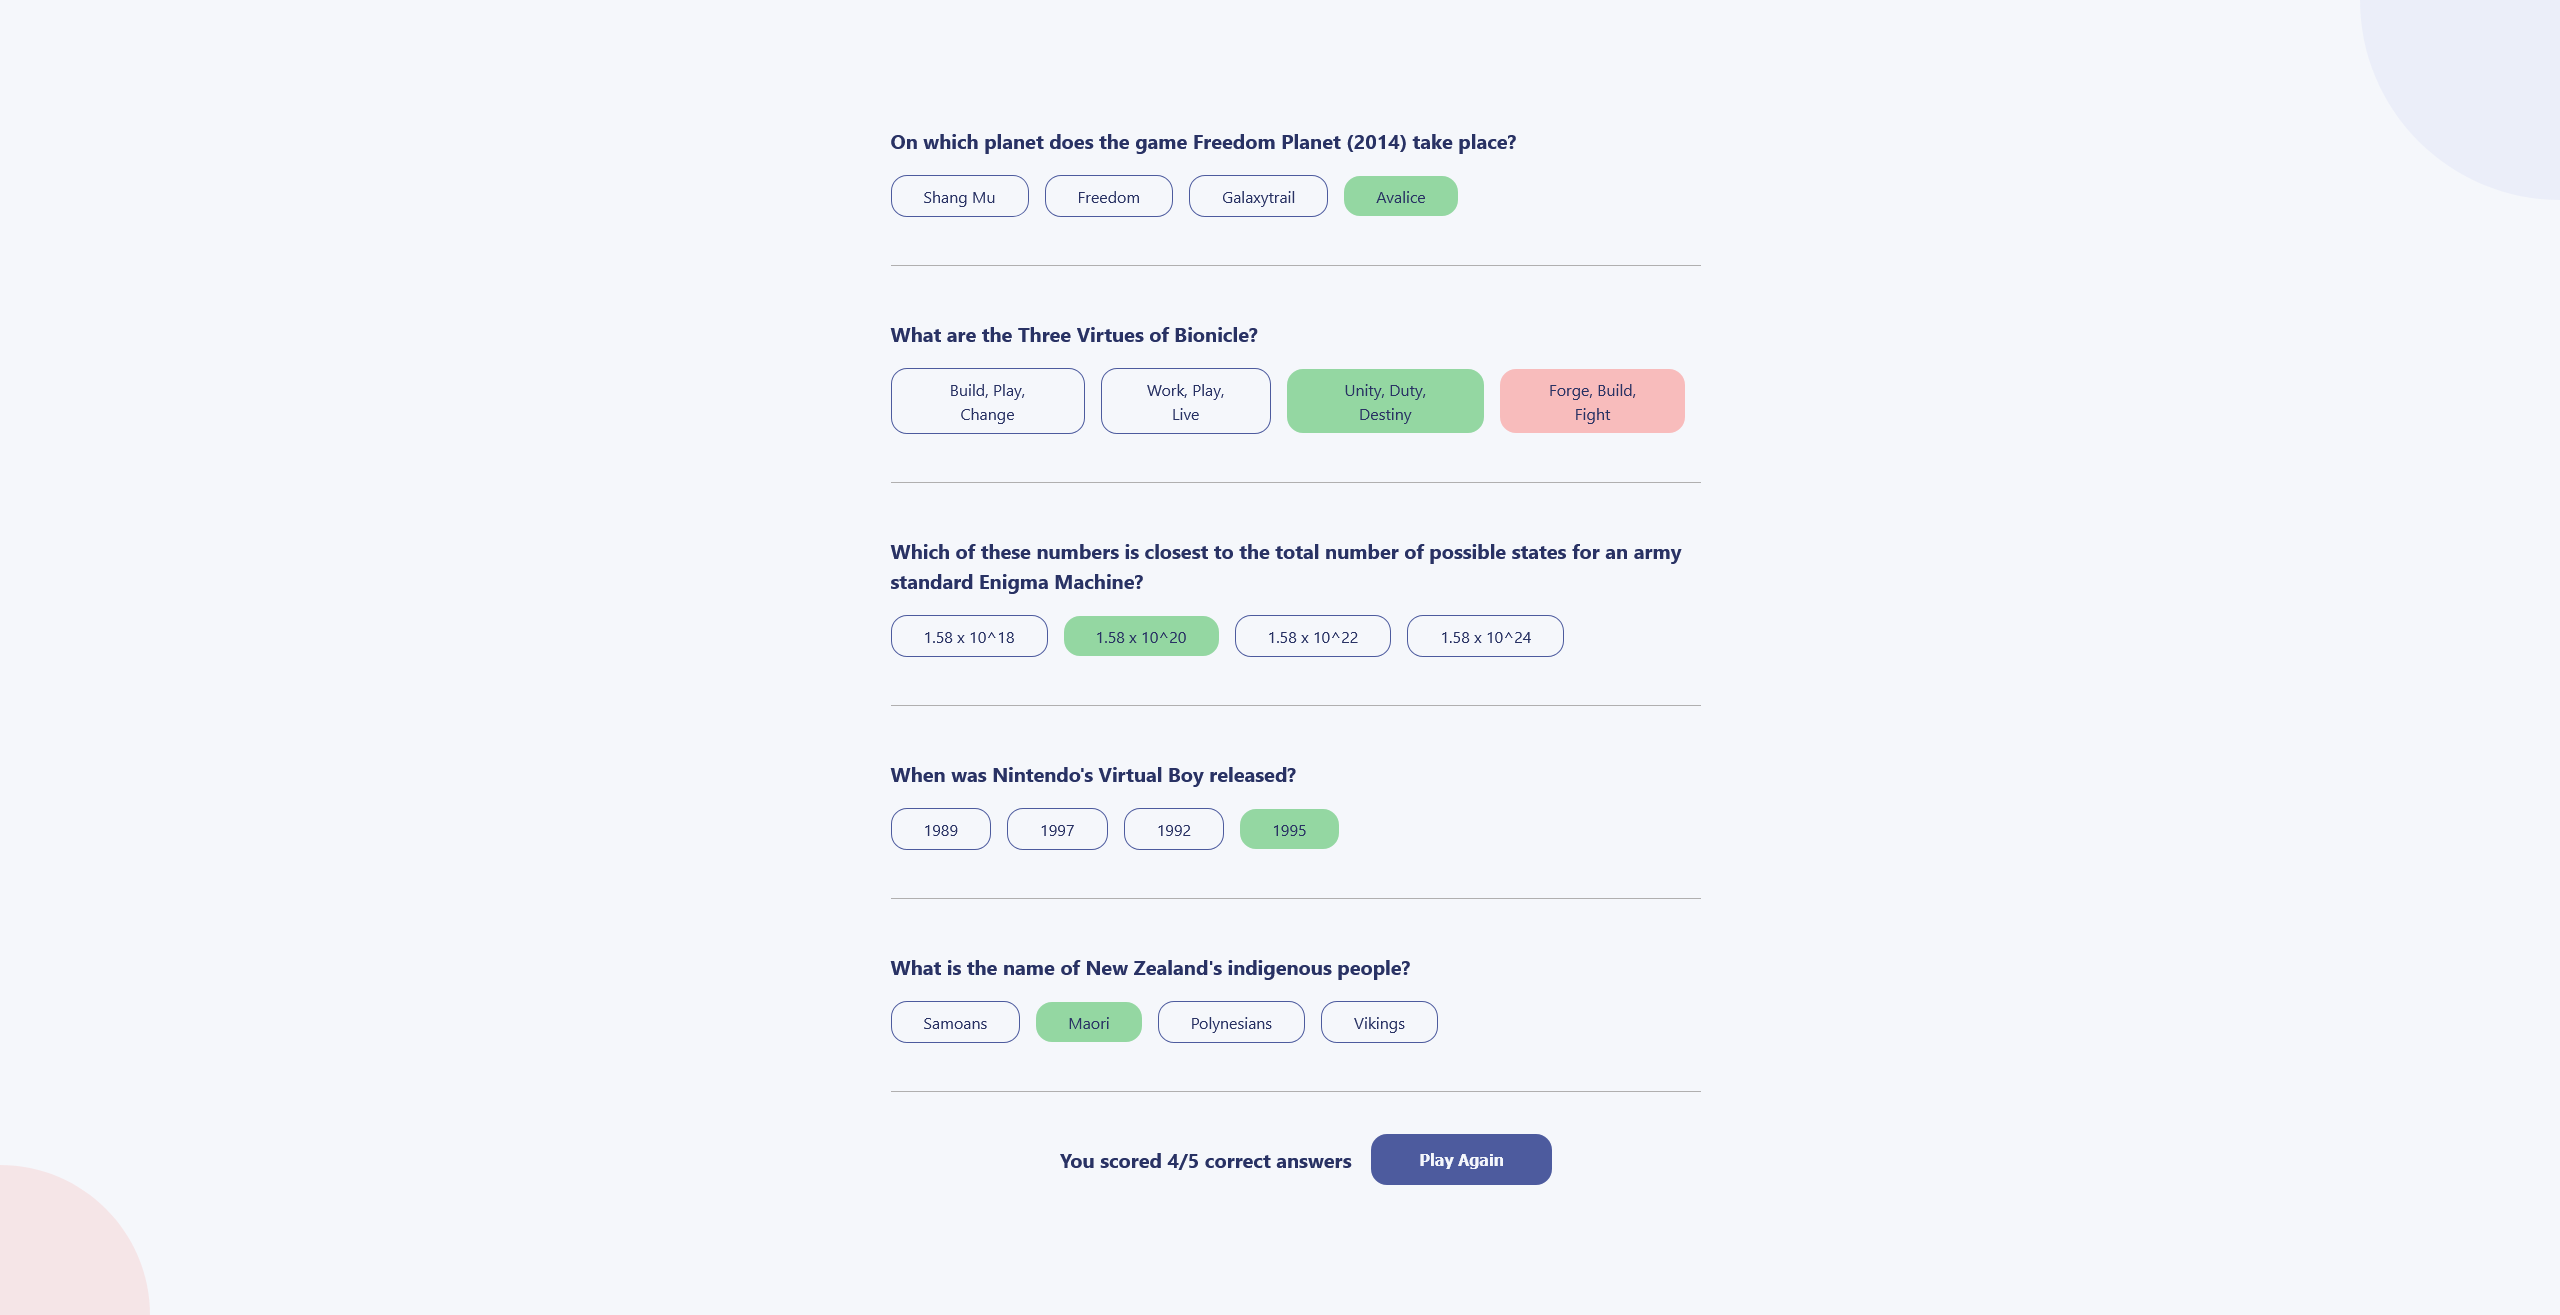 On which planet does the game Freedom Planet (2014) take place?
Shang Mu Freedom Galaxytrail Avalice
What are the Three Virtues of Bionicle?
Build, Play, Change
Work, Play, Live
Unity, Duty, Destiny
Forge, Build, Fight
Which of these numbers is closest to the total number of possible states for an army
standard Enigma Machine?
1.58 x 10^18 1.58 x 10^20 1.58 x 10^22 1.58 x 10^24
When was Nintendo's Virtual Boy released?
1989 1997 1992 1995
What is the name of New Zealand's indigenous people?
Samoans Maori Polynesians Vikings
You scored 4/5 correct answers Play Again